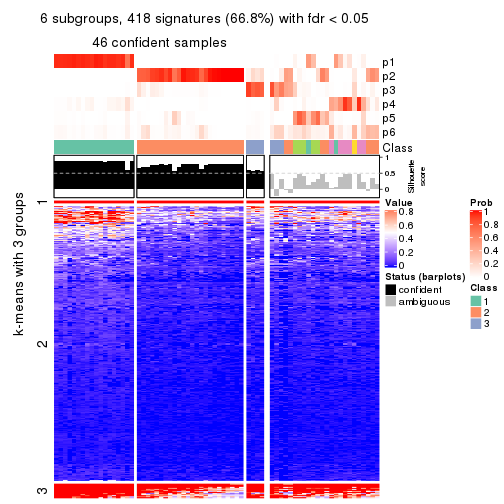 6 subgroups, 418 signatures (66.8%) with fdr < 0.05
46 confident samples
p1
p2
p3
p4
p5
p6
Class
1
0.5
0
Silhouette
score
k-means with 3 groups
1
2
3
Value
0.8
0.6
0.4
0.2
0
Status (barplots)
confident
ambiguous
Prob
1
0.8
0.6
0.4
0.2
0
Class
1
2
3